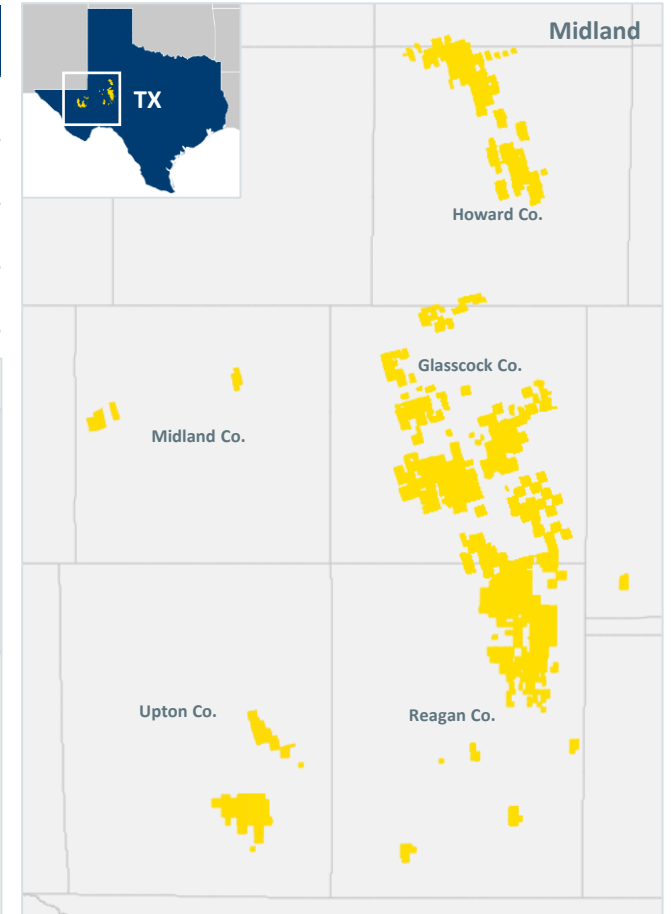 Midland
TX
Howard Co.
Glasscock Co.
Midland Co.
Upton Co.
Reagan Co.